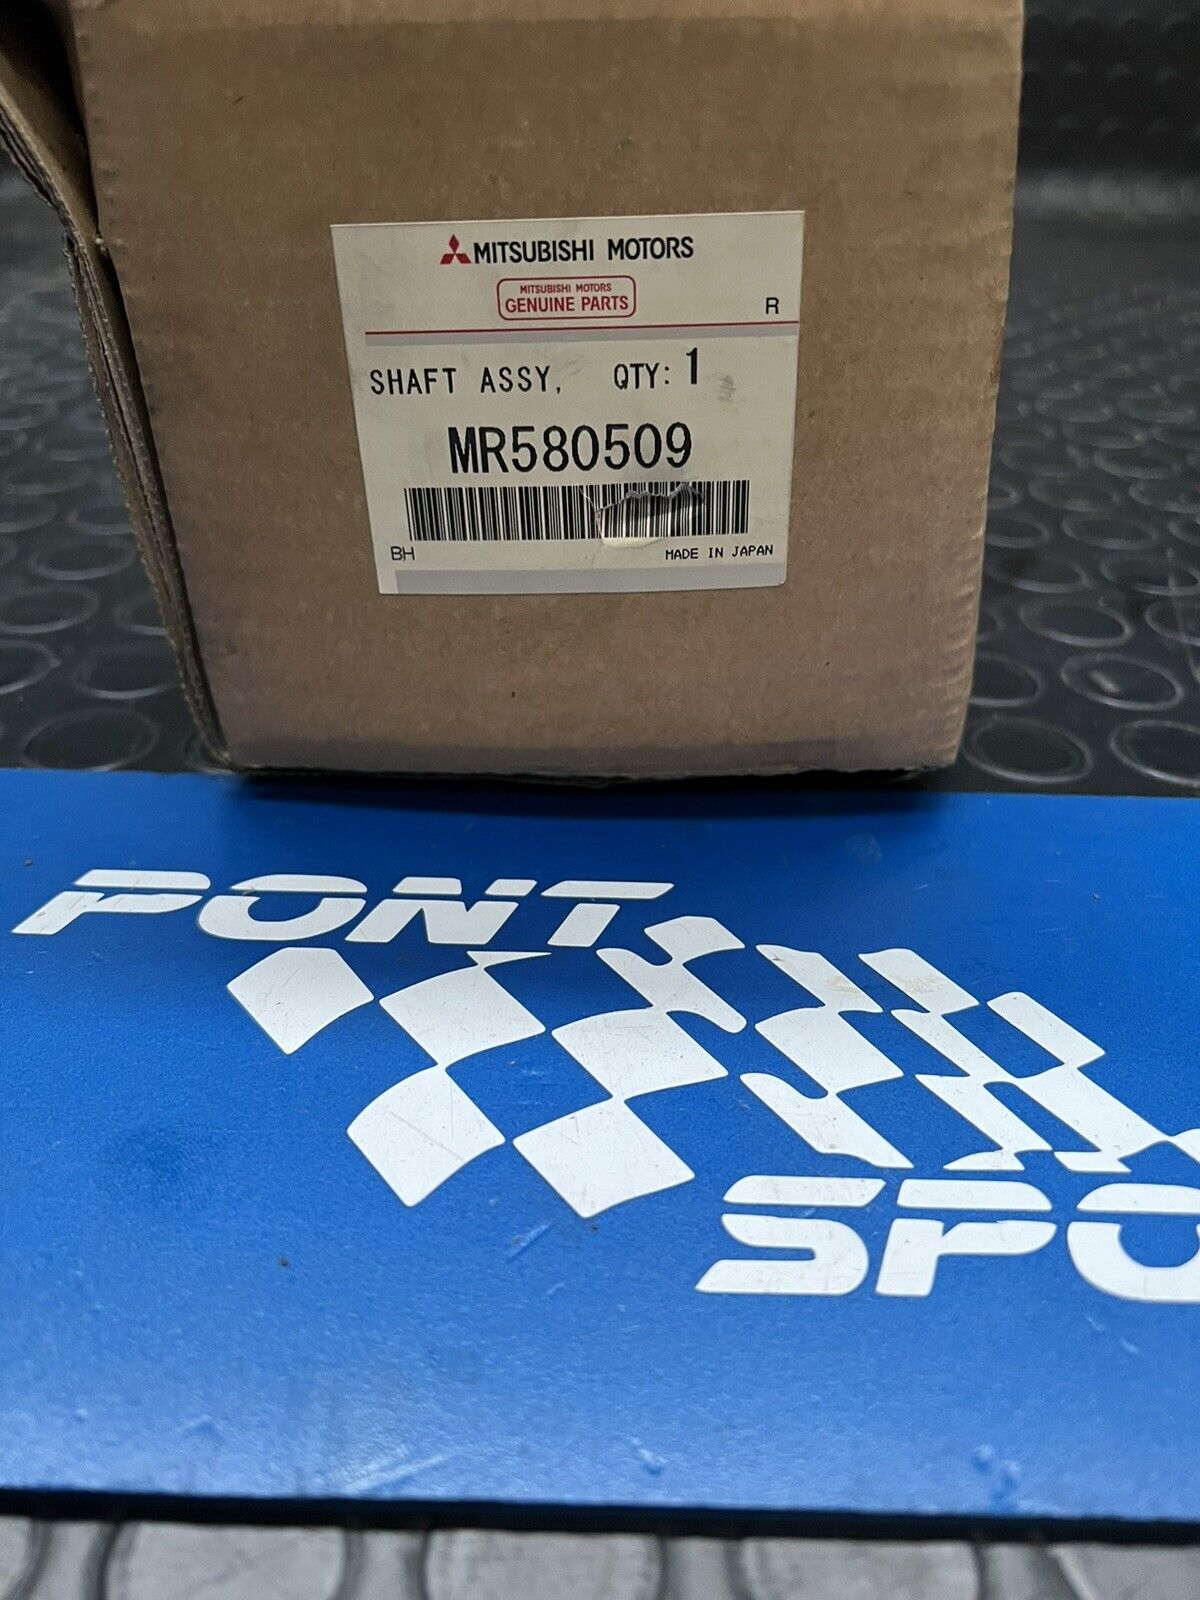 MITSUBISHI MOTORS
MITSUBISHI MOTORS
GENUINE PARTS
R
SHAFT ASSY, QTY: 1
MR580509
BH
MADE IN JAPAN
PONT
SPO